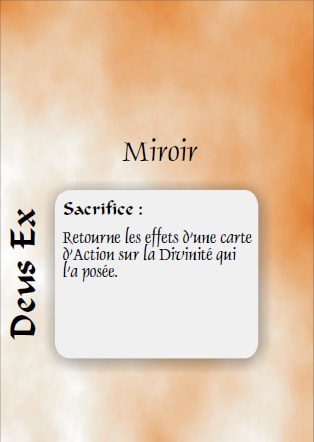 Miroir
Deus Ex
Sacrifice :
Retourne les effets d'une carte
d'Action sur la Divinité qui
l'a posée.